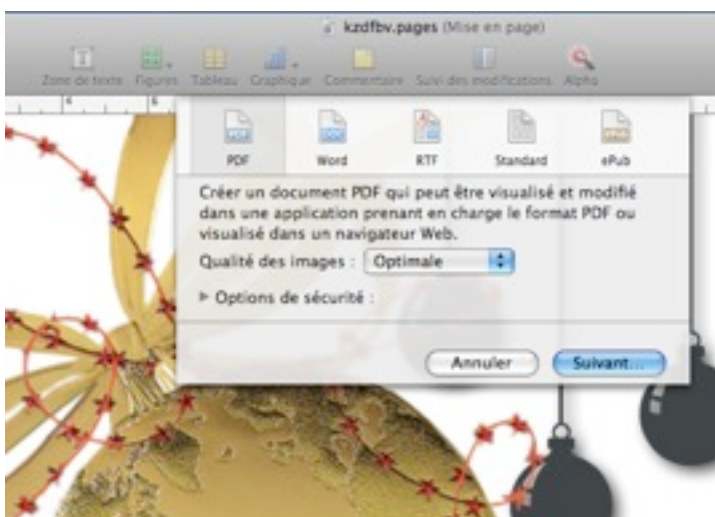 kzdfbv.pages (Mise en page)
Zone de texte Figures Tableau Graphique Commentaire Suivi des modifications Alpha
PDF Word RTF Standard ePub
Créer un document PDF qui peut être visualisé et modifié
dans une application prenant en charge le format PDF ou
visualisé dans un navigateur Web.
Qualité des images : Optimale
Options de sécurité :
Annuler Suivant...